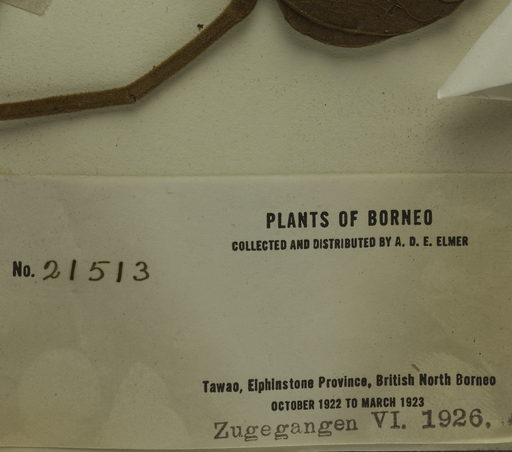 PLANTS OF BORNEO
COLLECTED AND DISTRIBUTED BY A. D. E. ELMER
No. 21513
Tawao, Elphinstone Province, British North Borneo
OCTOBER 1922 TO MARCH 1923
Zugegangen VI. 1926.